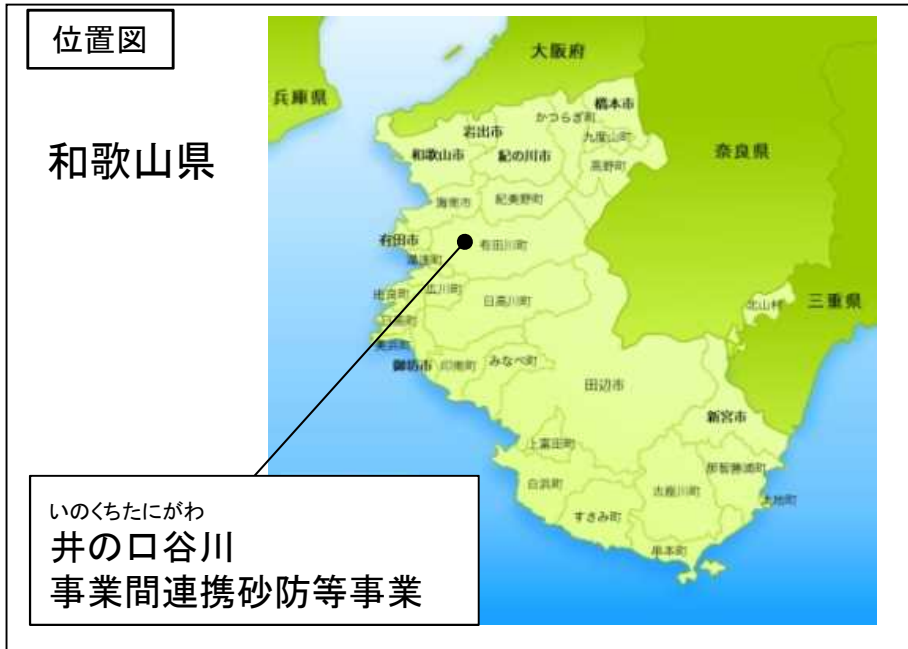 位置図
和歌山県
大阪府
兵庫県
橋本市
かつらぎ町
岩出市
九度山町
和歌山市
紀の川市
奈良県
高野町
海南市
紀美野町
有田市
有田川町
湯浅町
広川町
由良町
日高川町
北山村
三重県
日高町
美浜町
御坊市
印南町
みなべ町
田辺市
新宮市
上富田町
那智勝浦町
白浜町
古座川町
太地町
すさみ町
串本町
いのくちたにがわ
井の口谷川
事業間連携砂防等事業